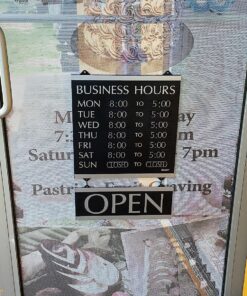 BUSINESS HOURS
MON 8:00 TO 5:00
TUE 8:00 TO 5:00
WED 8:00 TO 5:00
THU 8:00 TO 5:00
FRI 8:00 TO 5:00
SAT 8:00 TO 5:00
SUN CLOSED TO CLOSED
7pm
OPEN